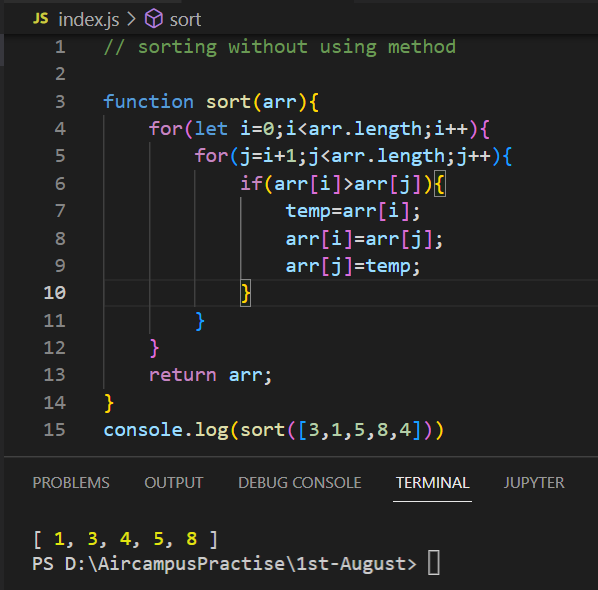 JS index.js > sort
1 // sorting without using method
2
3 function sort(arr){
4     for(let i=0;i<arr.length;i++){
5         for(j=i+1;j<arr.length;j++){
6             if(arr[i]>arr[j]){
7                 temp=arr[i];
8                 arr[i]=arr[j];
9                 arr[j]=temp;
10             }
11         }
12     }
13     return arr;
14 }
15 console.log(sort([3,1,5,8,4]))
PROBLEMS OUTPUT DEBUG CONSOLE TERMINAL JUPYTER
[ 1, 3, 4, 5, 8 ]
PS D:\AircampusPractise\1st-August>